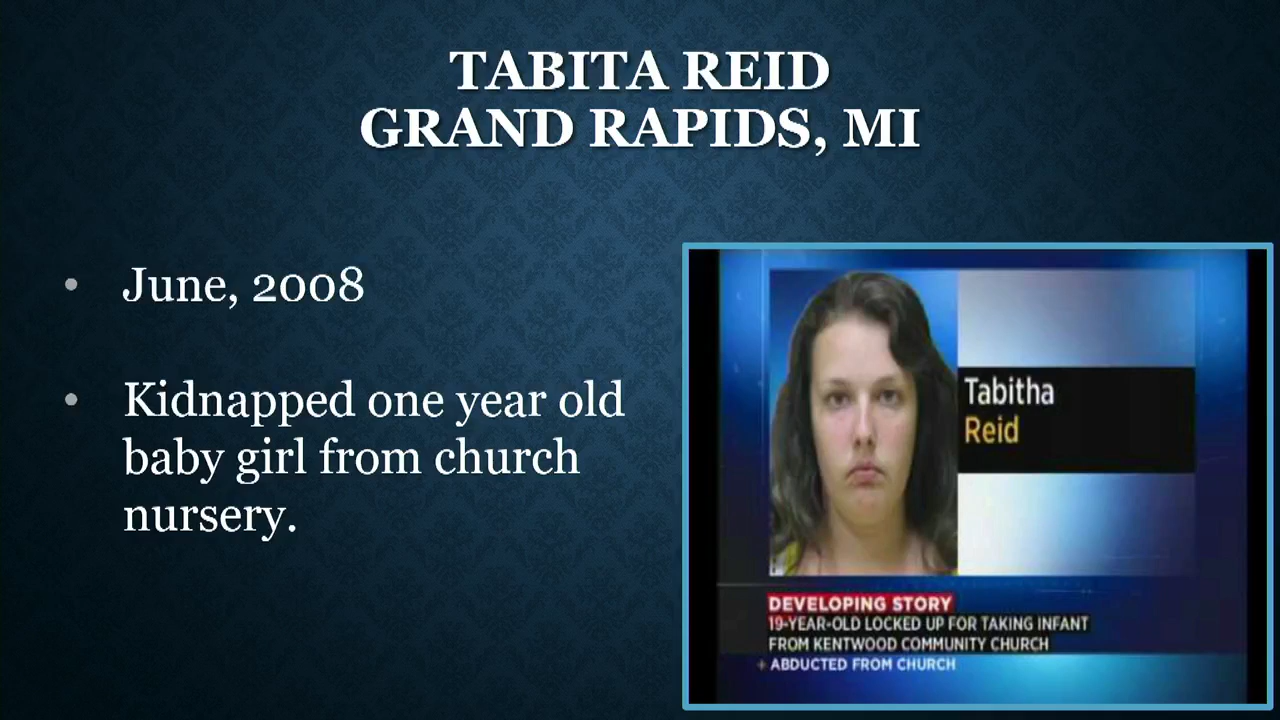 TABITA REID
GRAND RAPIDS, MI
• June, 2008
• Kidnapped one year old
baby girl from church
nursery.
Tabitha
Reid
DEVELOPING STORY
19-YEAR-OLD LOCKED UP FOR TAKING INFANT
FROM KENTWOOD COMMUNITY CHURCH
+ ABDUCTED FROM CHURCH